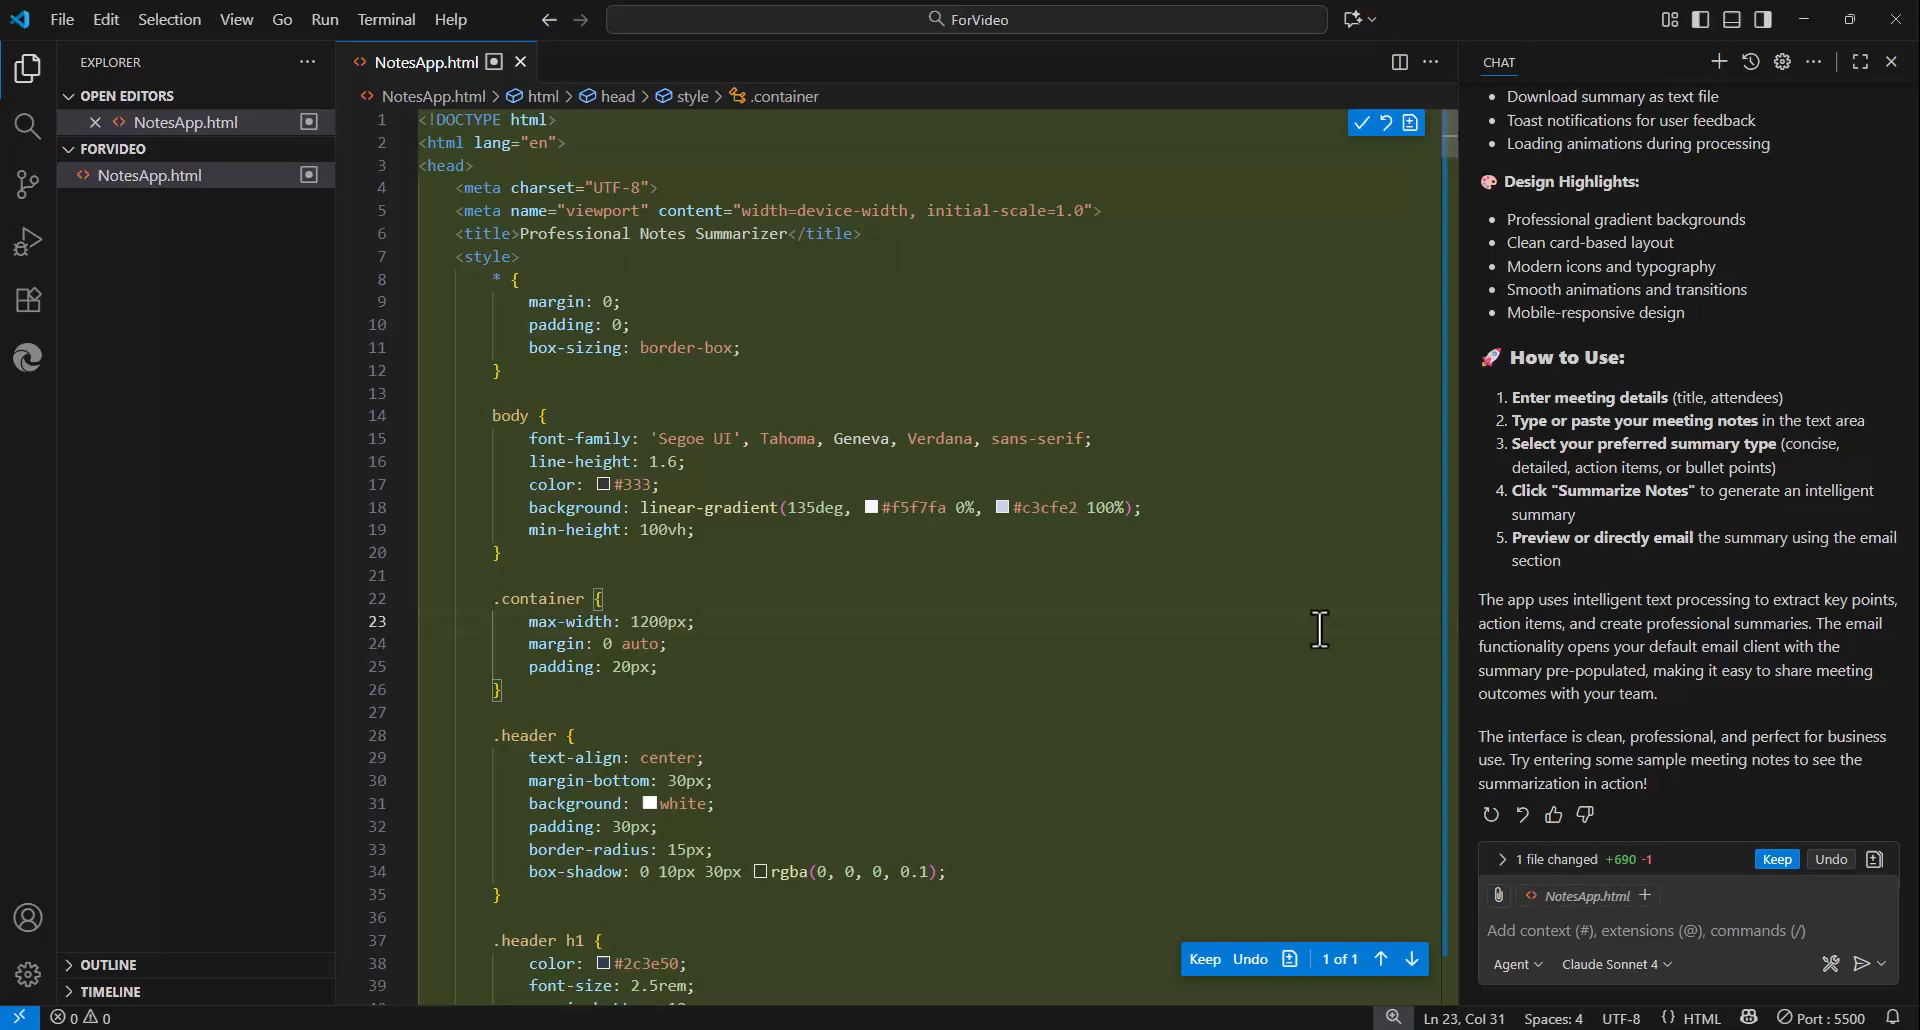 File Edit Selection View Go Run Terminal Help
ForVideo
EXPLORER
OPEN EDITORS
NotesApp.html
FORVIDEO
NotesApp.html
OUTLINE
TIMELINE
NotesApp.html
NotesApp.html > html > head > style > .container
1 <!DOCTYPE html>
2 <html lang="en">
3 <head>
4 <meta charset="UTF-8">
5 <meta name="viewport" content="width=device-width, initial-scale=1.0">
6 <title>Professional Notes Summarizer</title>
7 <style>
8 * {
9 margin: 0;
10 padding: 0;
11 box-sizing: border-box;
12 }
13
14 body {
15 font-family: 'Segoe UI', Tahoma, Geneva, Verdana, sans-serif;
16 line-height: 1.6;
17 color: #333;
18 background: linear-gradient(135deg, #f5f7fa 0%, #c3cfe2 100%);
19 min-height: 100vh;
20 }
21
22 .container {
23 max-width: 1200px;
24 margin: 0 auto;
25 padding: 20px;
26 }
27
28 .header {
29 text-align: center;
30 margin-bottom: 30px;
31 background: white;
32 padding: 30px;
33 border-radius: 15px;
34 box-shadow: 0 10px 30px rgba(0, 0, 0, 0.1);
35 }
36
37 .header h1 {
38 color: #2c3e50;
39 font-size: 2.5rem;
Keep Undo 1 of 1
CHAT
• Download summary as text file
• Toast notifications for user feedback
• Loading animations during processing
🎨 Design Highlights:
• Professional gradient backgrounds
• Clean card-based layout
• Modern icons and typography
• Smooth animations and transitions
• Mobile-responsive design
🚀 How to Use:
1. Enter meeting details (title, attendees)
2. Type or paste your meeting notes in the text area
3. Select your preferred summary type (concise,
detailed, action items, or bullet points)
4. Click "Summarize Notes" to generate an intelligent
summary
5. Preview or directly email the summary using the email
section
The app uses intelligent text processing to extract key points,
action items, and create professional summaries. The email
functionality opens your default email client with the
summary pre-populated, making it easy to share meeting
outcomes with your team.
The interface is clean, professional, and perfect for business
use. Try entering some sample meeting notes to see the
summarization in action!
1 file changed +690 -1 Keep Undo
NotesApp.html +
Add context (#), extensions (@), commands (/)
Agent Claude Sonnet 4
0 0
Ln 23, Col 31 Spaces: 4 UTF-8 {} HTML Port : 5500